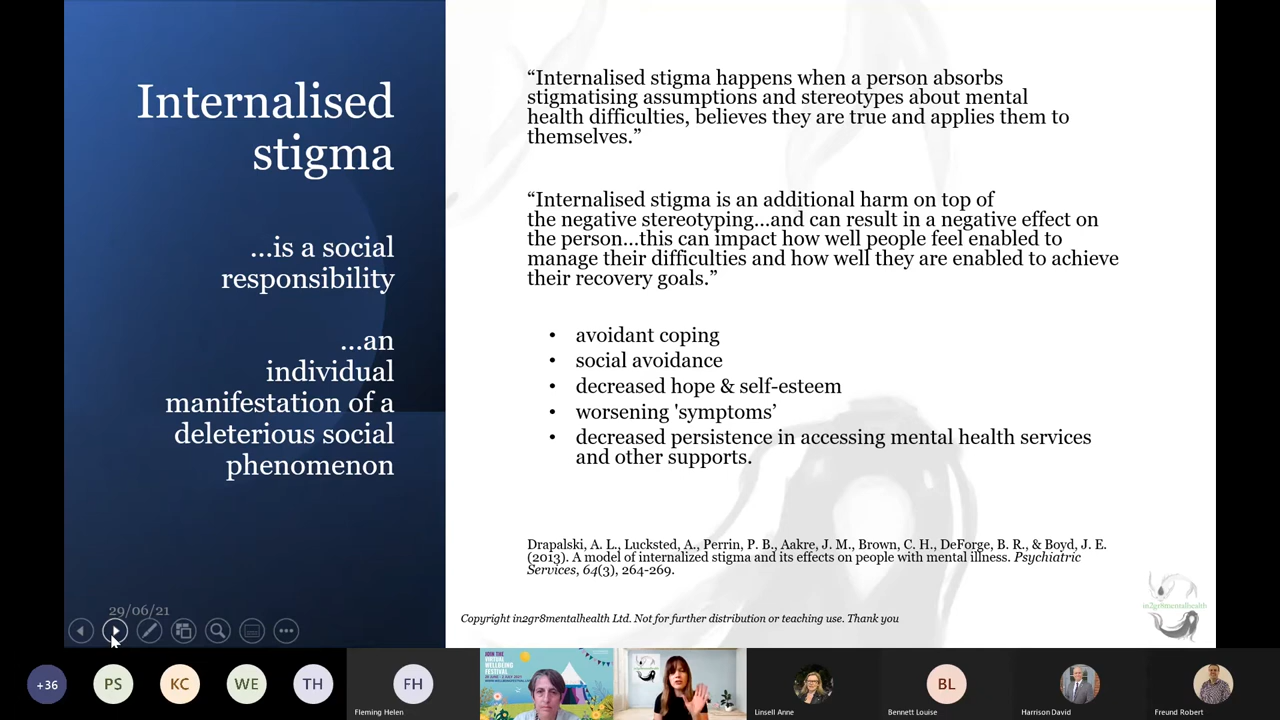 Internalised
stigma
...is a social
responsibility
...an
individual
manifestation of a
deleterious social
phenomenon
29/06/21
“Internalised stigma happens when a person absorbs
stigmatising assumptions and stereotypes about mental
health difficulties, believes they are true and applies them to
themselves.”
“Internalised stigma is an additional harm on top of
the negative stereotyping...and can result in a negative effect on
the person...this can impact how well people feel enabled to
manage their difficulties and how well they are enabled to achieve
their recovery goals.”
• avoidant coping
• social avoidance
• decreased hope & self-esteem
• worsening 'symptoms’
• decreased persistence in accessing mental health services
and other supports.
Drapalski, A. L., Lucksted, A., Perrin, P. B., Aakre, J. M., Brown, C. H., DeForge, B. R., & Boyd, J. E.
(2013). A model of internalized stigma and its effects on people with mental illness. Psychiatric
Services, 64(3), 264-269.
in2gr8mentalhealth
Copyright in2gr8mentalhealth Ltd. Not for further distribution or teaching use. Thank you
+36
PS
KC
WE
TH
FH
Fleming Helen
JOIN THE
VIRTUAL
WELLBEING
FESTIVAL
Linsell Anne
BL
Bennett Louise
Harrison David
Freund Robert